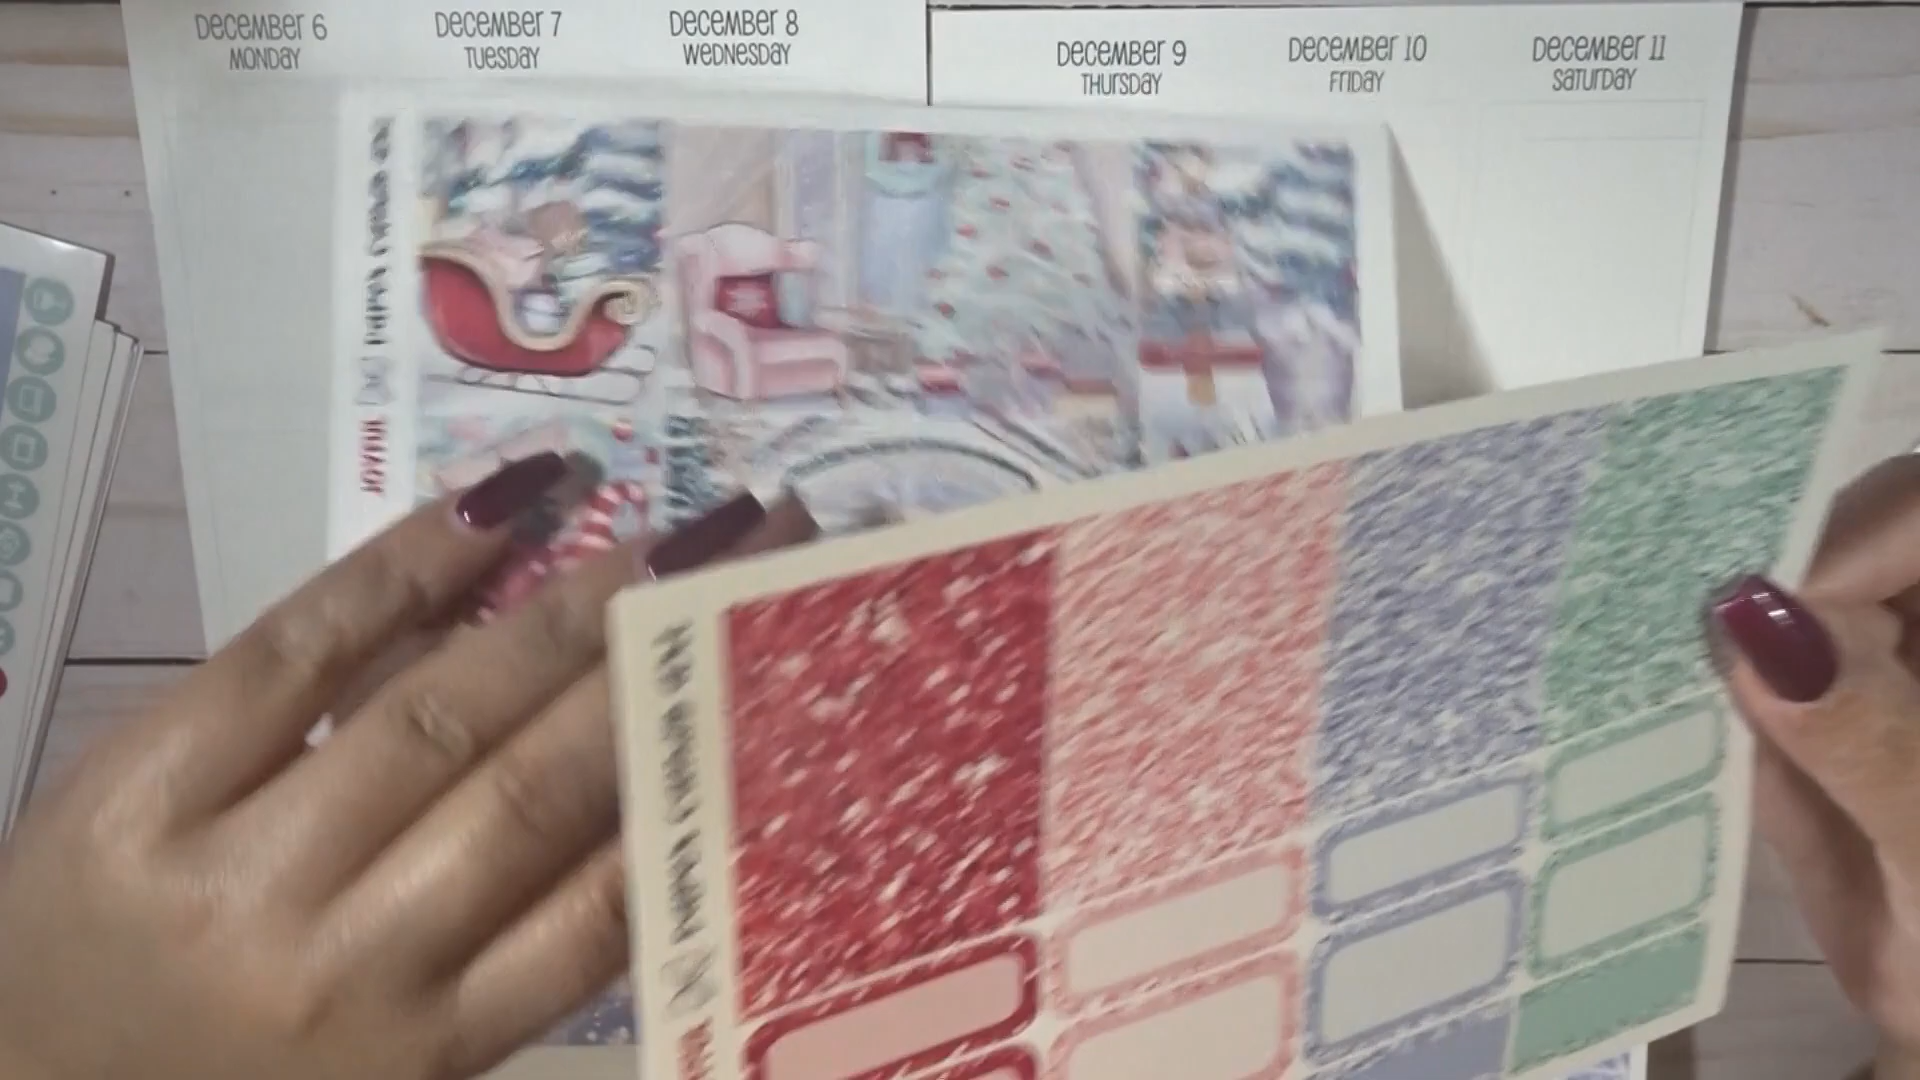 DECEMBER 6
MONDAY
DECEMBER 7
TUESDAY
DECEMBER 8
WEDNESDAY
DECEMBER 9
THURSDAY
DECEMBER 10
FRIDAY
DECEMBER 11
SATURDAY